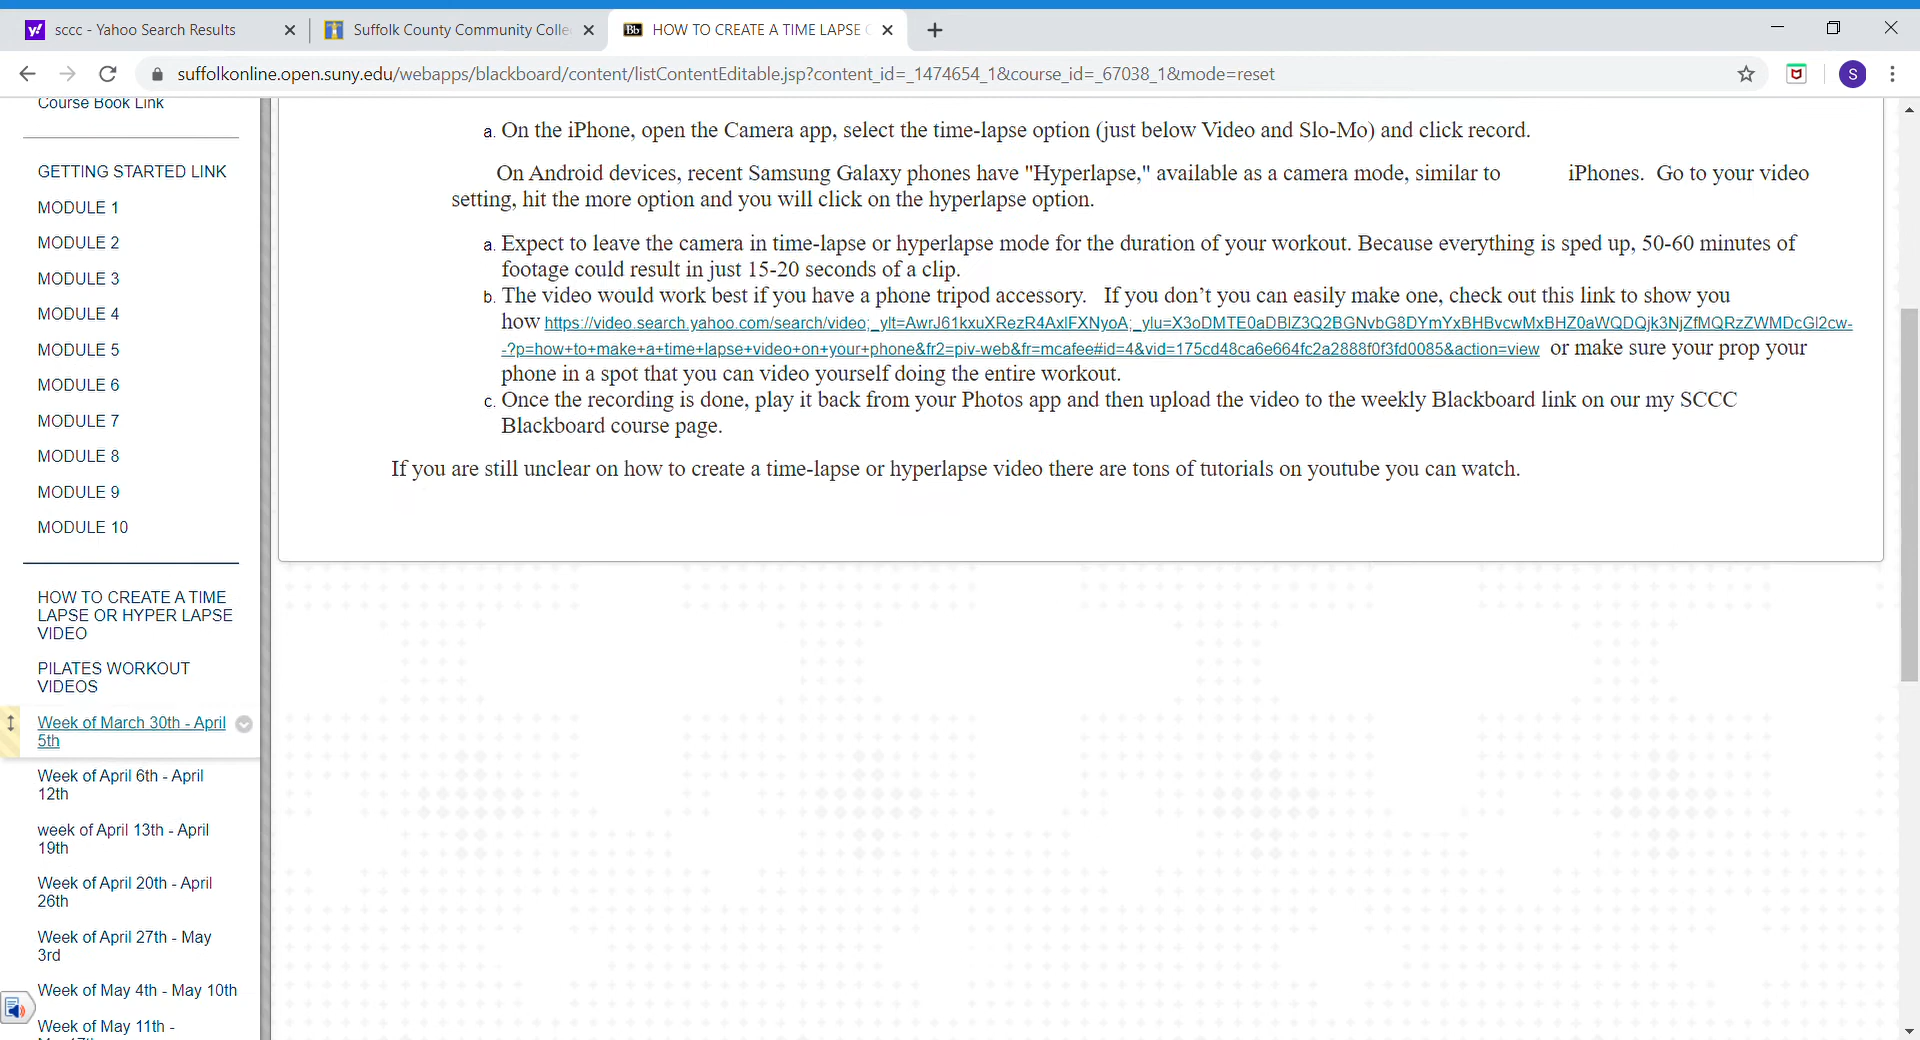 sccc - Yahoo Search Results
Suffolk County Community Colle
HOW TO CREATE A TIME LAPSE
suffolkonline.open.suny.edu/webapps/blackboard/content/listContentEditable.jsp?content_id=_1474654_1&course_id=_67038_1&mode=reset
S
Course Book Link
GETTING STARTED LINK
MODULE 1
MODULE 2
MODULE 3
MODULE 4
MODULE 5
MODULE 6
MODULE 7
MODULE 8
MODULE 9
MODULE 10
HOW TO CREATE A TIME
LAPSE OR HYPER LAPSE
VIDEO
PILATES WORKOUT
VIDEOS
Week of March 30th - April
5th
Week of April 6th - April
12th
week of April 13th - April
19th
Week of April 20th - April
26th
Week of April 27th - May
3rd
Week of May 4th - May 10th
Week of May 11th -
a. On the iPhone, open the Camera app, select the time-lapse option (just below Video and Slo-Mo) and click record.
On Android devices, recent Samsung Galaxy phones have "Hyperlapse," available as a camera mode, similar to iPhones. Go to your video
setting, hit the more option and you will click on the hyperlapse option.
a. Expect to leave the camera in time-lapse or hyperlapse mode for the duration of your workout. Because everything is sped up, 50-60 minutes of
footage could result in just 15-20 seconds of a clip.
b. The video would work best if you have a phone tripod accessory. If you don’t you can easily make one, check out this link to show you
how https://video.search.yahoo.com/search/video;_ylt=AwrJ61kxuXRezR4AxlFXNyoA;_ylu=X3oDMTE0aDBlZ3Q2BGNvbG8DYmYxBHBvcwMxBHZ0aWQDQjk3NjZfMQRzZWMDcGl2cw-
-?p=how+to+make+a+time+lapse+video+on+your+phone&fr2=piv-web&fr=mcafee#id=4&vid=175cd48ca6e664fc2a2888f0f3fd0085&action=view or make sure your prop your
phone in a spot that you can video yourself doing the entire workout.
c. Once the recording is done, play it back from your Photos app and then upload the video to the weekly Blackboard link on our my SCCC
Blackboard course page.
If you are still unclear on how to create a time-lapse or hyperlapse video there are tons of tutorials on youtube you can watch.